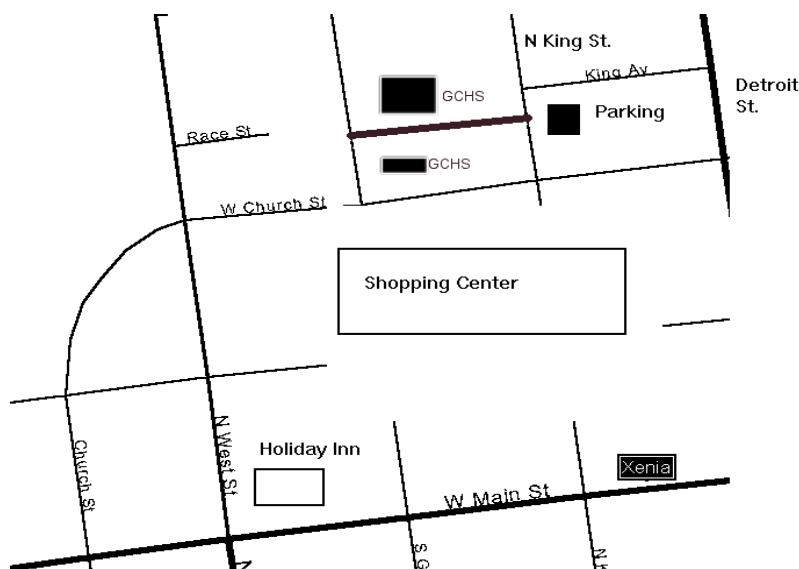 N King St.
King Av
Detroit
St.
GCHS
Parking
Race St
GCHS
W Church St
Shopping Center
Church St
N West St
Holiday Inn
Xenia
W Main St
N
S G
N K